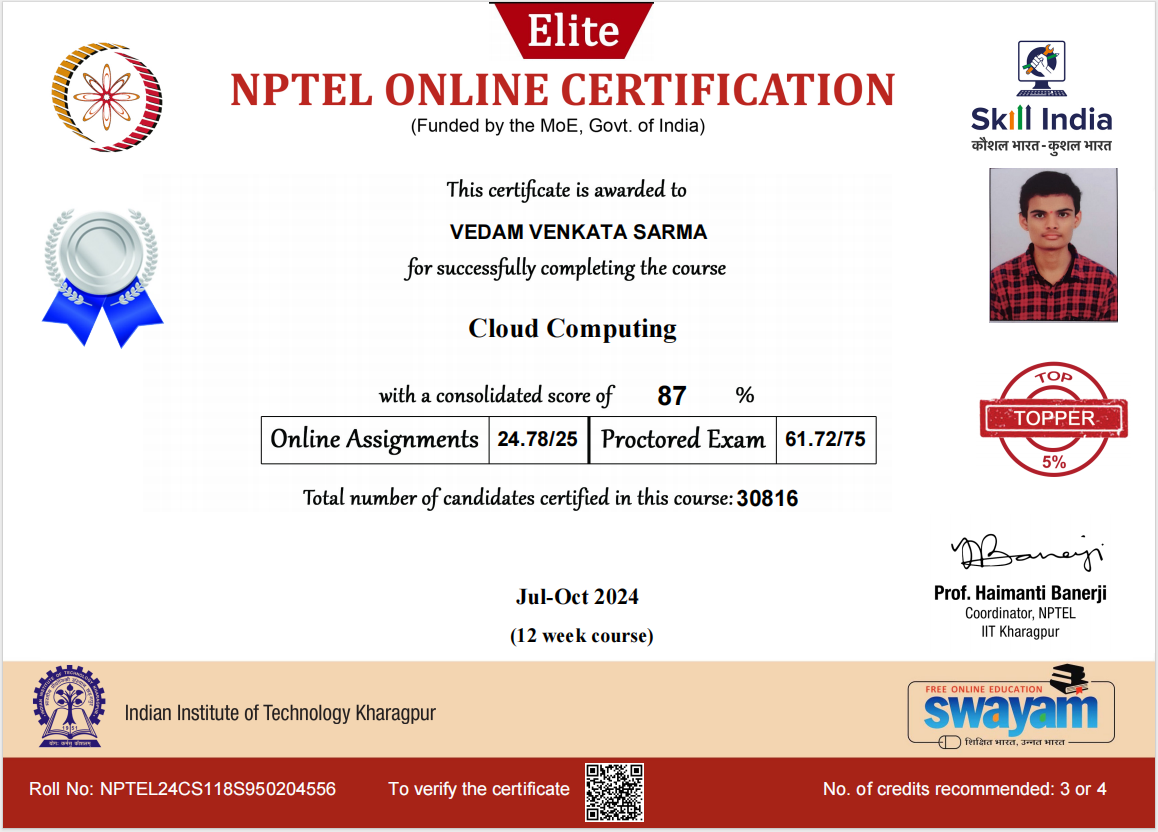 Elite
NPTEL ONLINE CERTIFICATION
(Funded by the MoE, Govt. of India)
Skill India
कौशल भारत - कुशल भारत
This certificate is awarded to
VEDAM VENKATA SARMA
for successfully completing the course
Cloud Computing
with a consolidated score of 87 %
Online Assignments 24.78/25 Proctored Exam 61.72/75
Total number of candidates certified in this course: 30816
TOP
TOPPER
5%
Jul-Oct 2024
(12 week course)
Banerji
Prof. Haimanti Banerji
Coordinator, NPTEL
IIT Kharagpur
1951
Indian Institute of Technology Kharagpur
FREE ONLINE EDUCATION
swayam
शिक्षित भारत, उन्नत भारत
Roll No: NPTEL24CS118S950204556
To verify the certificate
No. of credits recommended: 3 or 4